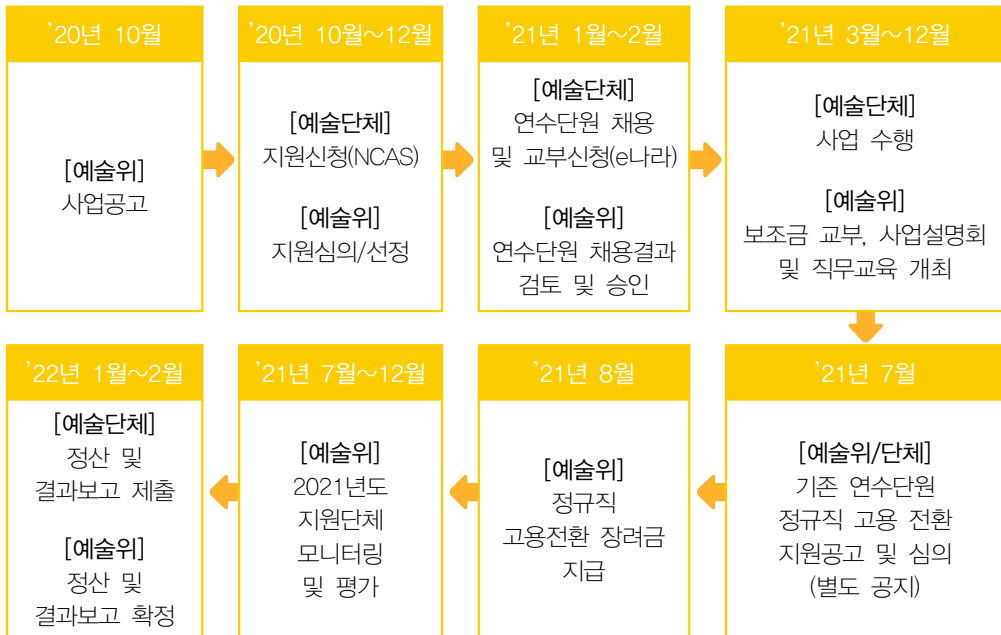 '20년 10월
[예술위]
사업공고
'20년 10월~12월
[예술단체]
지원신청(NCAS)
[예술위]
지원심의/선정
'21년 1월~2월
[예술단체]
연수단원 채용
및 교부신청(e나라)
[예술위]
연수단원 채용결과
검토 및 승인
'21년 3월~12월
[예술단체]
사업 수행
[예술위]
보조금 교부, 사업설명회
및 직무교육 개최
'21년 7월
[예술위/단체]
기존 연수단원
정규직 고용 전환
지원공고 및 심의
(별도 공지)
'21년 8월
[예술위]
정규직
고용전환 장려금
지급
'21년 7월~12월
[예술위]
2021년도
지원단체
모니터링
및 평가
'22년 1월~2월
[예술단체]
정산 및
결과보고 제출
[예술위]
정산 및
결과보고 확정